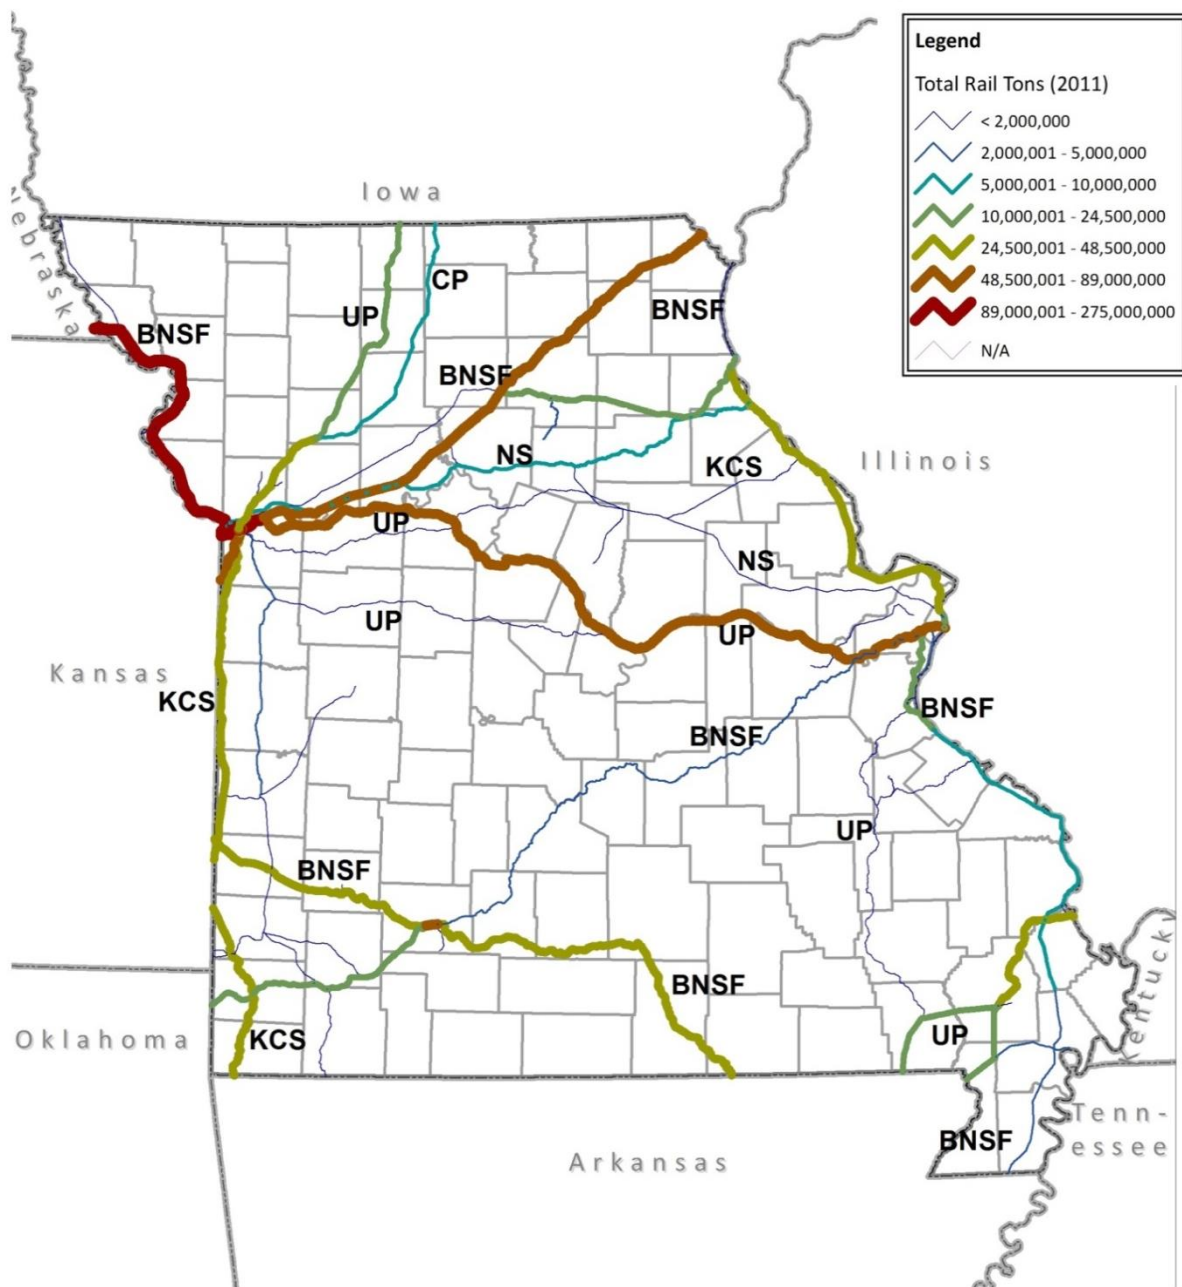 Legend
Total Rail Tons (2011)
< 2,000,000
2,000,001 - 5,000,000
5,000,001 - 10,000,000
10,000,001 - 24,500,000
24,500,001 - 48,500,000
48,500,001 - 89,000,000
89,000,001 - 275,000,000
N/A
Iowa
Nebraska
CP
UP
BNSF
BNSF
BNSF
NS
KCS
Illinois
UP
NS
UP
UP
Kansas
KCS
BNSF
BNSF
UP
BNSF
BNSF
Kentucky
Oklahoma
KCS
UP
Tenn-
essee
BNSF
Arkansas